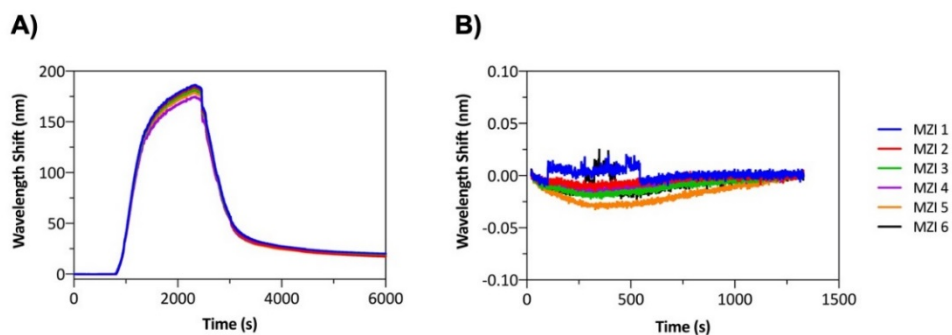 A)
Wavelength Shift (nm)
200
150
100
50
0
0
2000
4000
6000
Time (s)
B)
Wavelength Shift (nm)
0.10
0.05
0.00
-0.05
-0.10
0
500
1000
1500
Time (s)
MZI 1
MZI 2
MZI 3
MZI 4
MZI 5
MZI 6